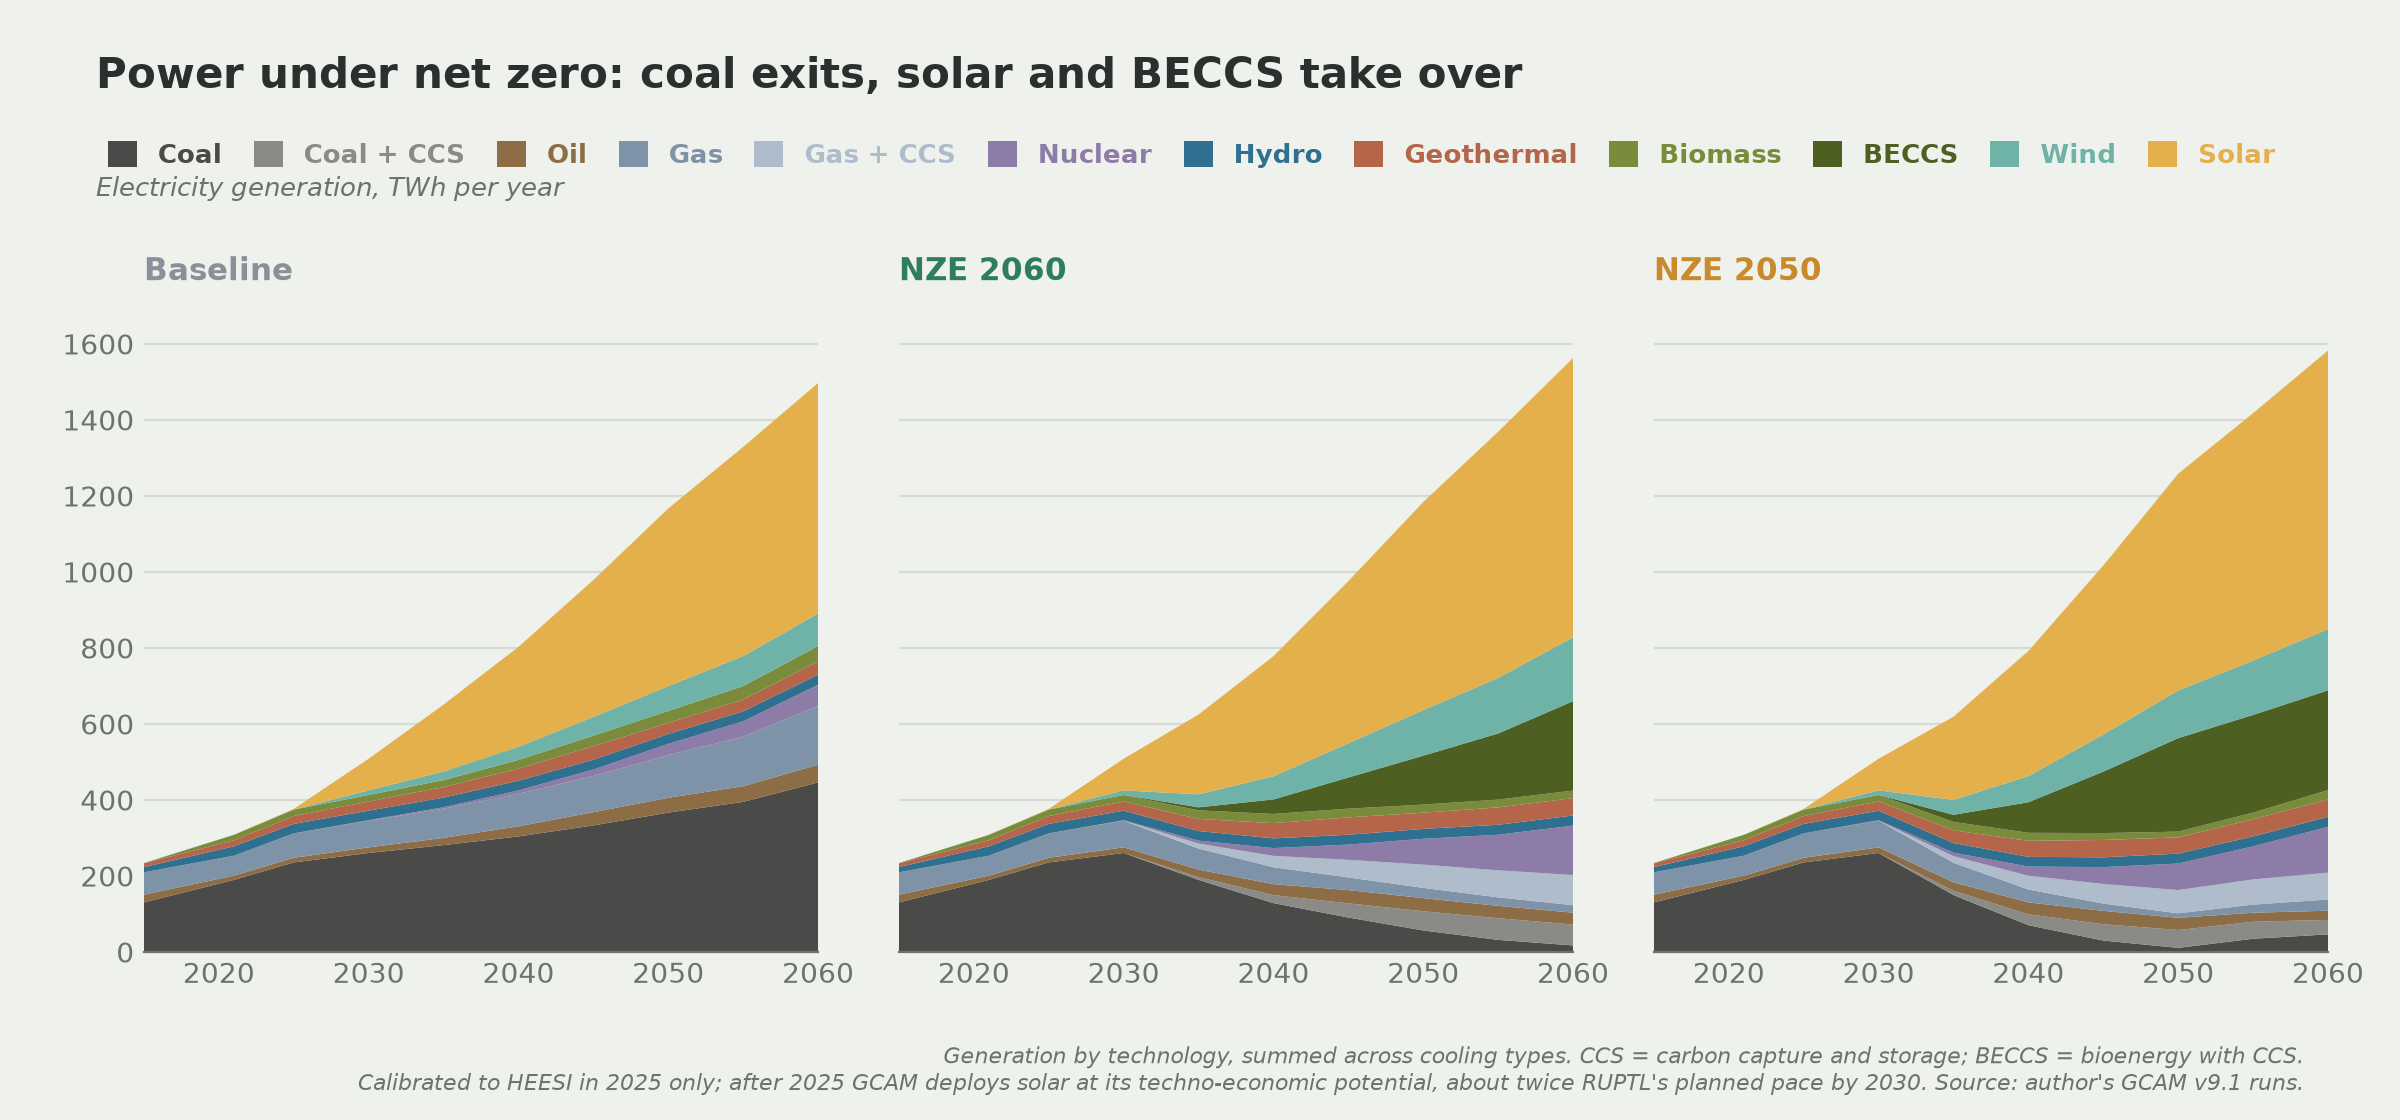 Power under net zero: coal exits, solar and BECCS take over
Coal Coal + CCS Oil Gas Gas + CCS Nuclear Hydro Geothermal Biomass BECCS Wind Solar
Electricity generation, TWh per year
Baseline NZE 2060 NZE 2050
1600
1400
1200
1000
800
600
400
200
0
2020 2030 2040 2050 2060 2020 2030 2040 2050 2060 2020 2030 2040 2050 2060
Generation by technology, summed across cooling types. CCS = carbon capture and storage; BECCS = bioenergy with CCS.
Calibrated to HEESI in 2025 only; after 2025 GCAM deploys solar at its techno-economic potential, about twice RUPTL's planned pace by 2030. Source: author's GCAM v9.1 runs.